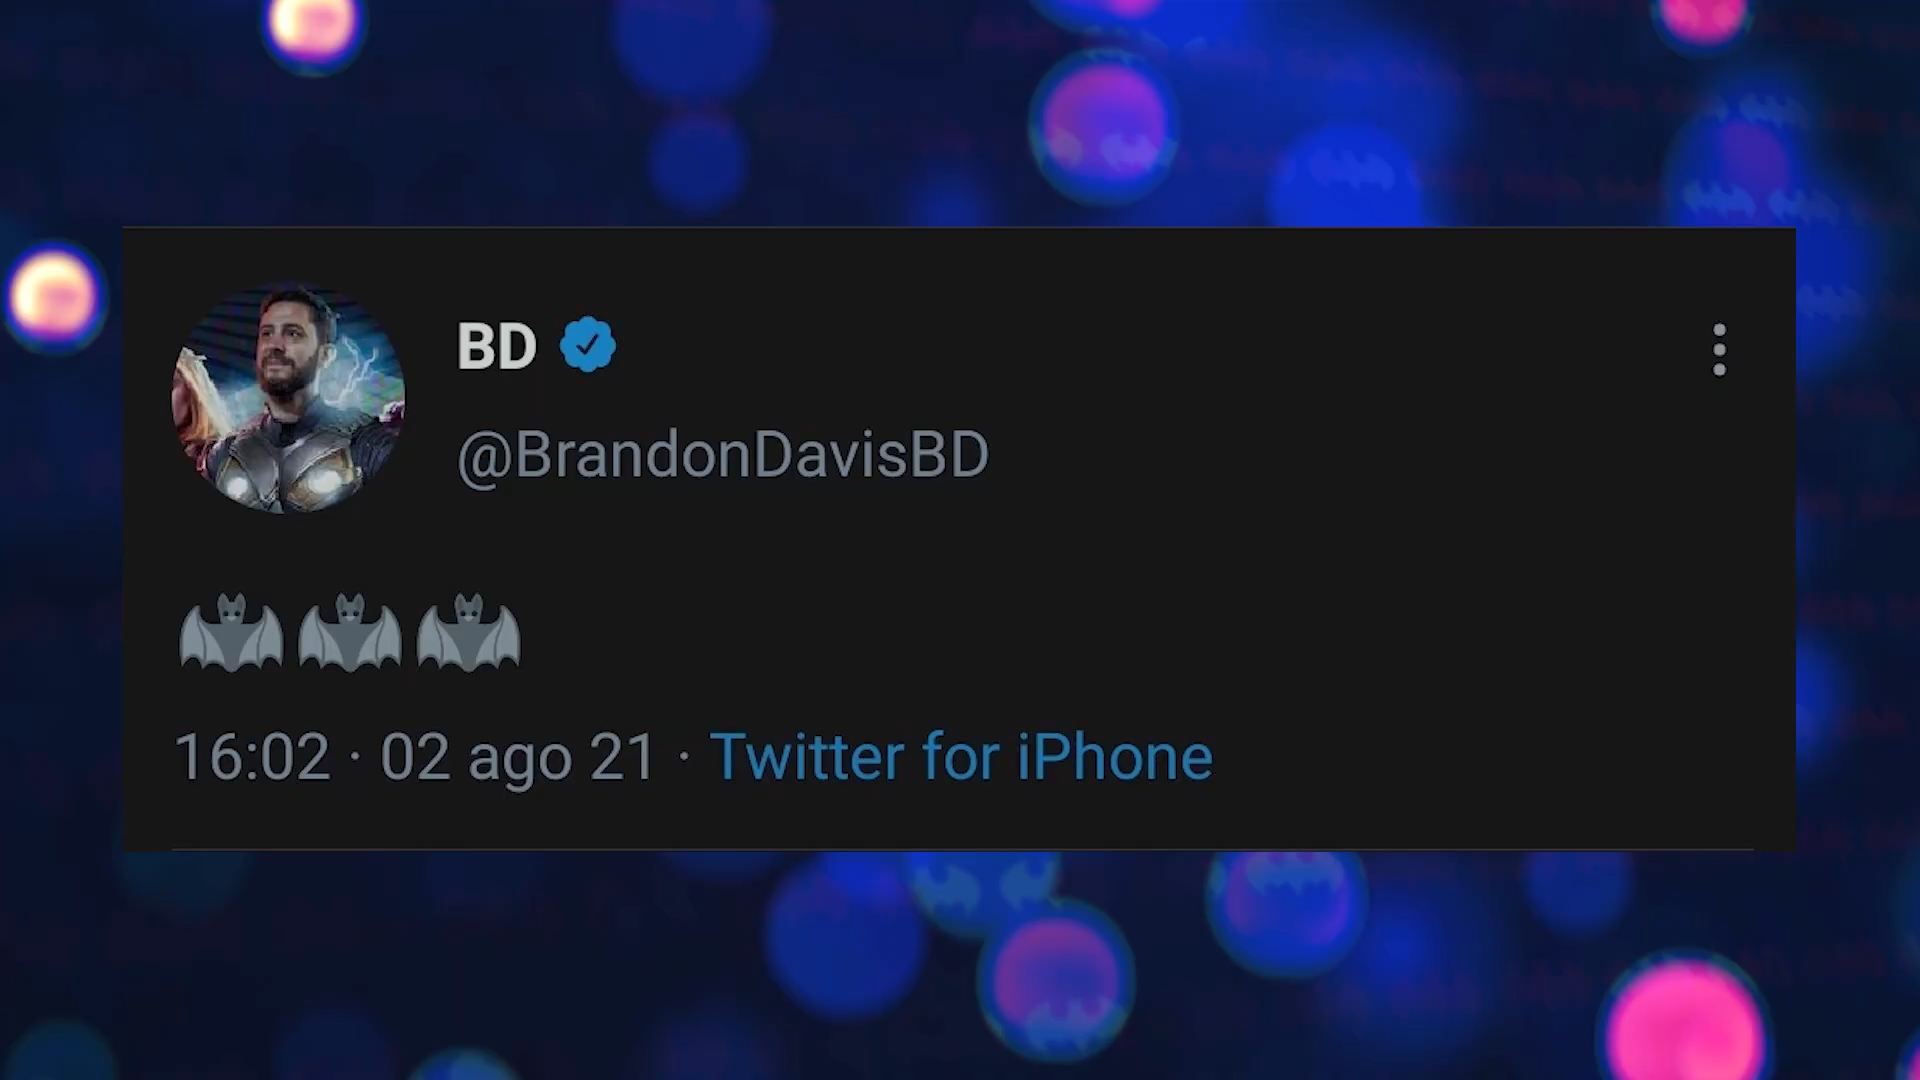 BD
@BrandonDavisBD
🦇🦇🦇
16:02 · 02 ago 21 · Twitter for iPhone